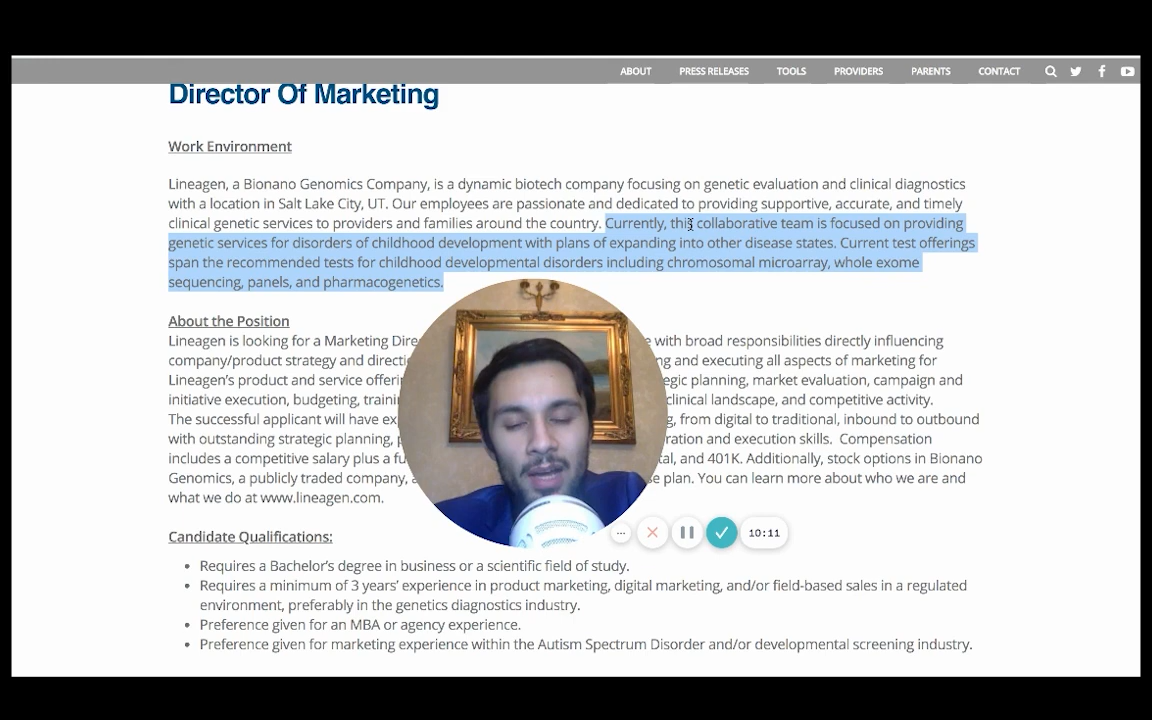 ABOUT PRESS RELEASES TOOLS PROVIDERS PARENTS CONTACT
Director Of Marketing
Work Environment
Lineagen, a Bionano Genomics Company, is a dynamic biotech company focusing on genetic evaluation and clinical diagnostics
with a location in Salt Lake City, UT. Our employees are passionate and dedicated to providing supportive, accurate, and timely
clinical genetic services to providers and families around the country. Currently, this collaborative team is focused on providing
genetic services for disorders of childhood development with plans of expanding into other disease states. Current test offerings
span the recommended tests for childhood developmental disorders including chromosomal microarray, whole exome
sequencing, panels, and pharmacogenetics.
About the Position
Lineagen is looking for a Marketing with broad responsibilities directly influencing
company/product strategy and and executing all aspects of marketing for
Lineagen's product and service planning, market evaluation, campaign and
initiative execution, budgeting, clinical landscape, and competitive activity.
The successful applicant will have from digital to traditional, inbound to outbound
with outstanding strategic planning, and execution skills. Compensation
includes a competitive salary plus a and 401K. Additionally, stock options in Bionano
Genomics, a publicly traded company, plan. You can learn more about who we are and
what we do at www.lineagen.com.
Candidate Qualifications:
• Requires a Bachelor's degree in business or a scientific field of study.
• Requires a minimum of 3 years' experience in product marketing, digital marketing, and/or field-based sales in a regulated
environment, preferably in the genetics diagnostics industry.
• Preference given for an MBA or agency experience.
• Preference given for marketing experience within the Autism Spectrum Disorder and/or developmental screening industry.
10:11